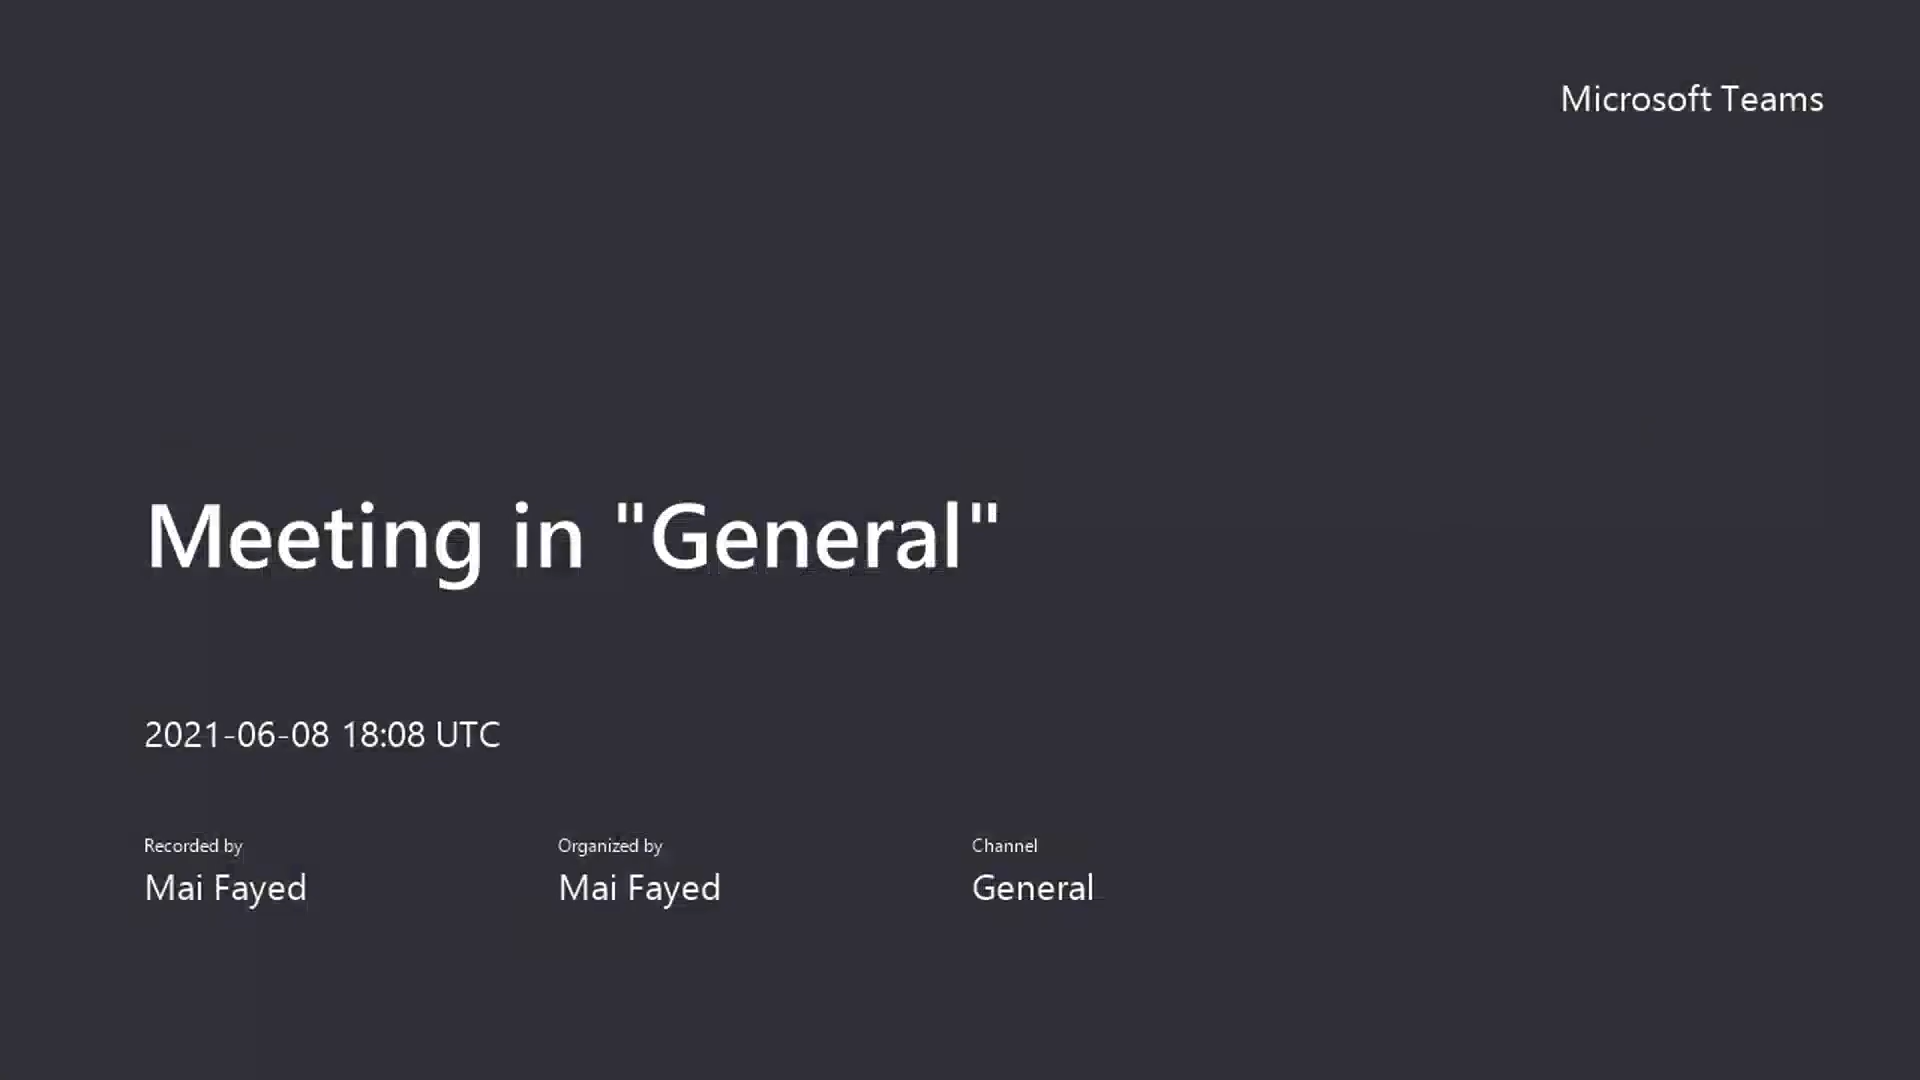 Microsoft Teams
Meeting in "General"
2021-06-08 18:08 UTC
Recorded by
Mai Fayed
Organized by
Mai Fayed
Channel
General